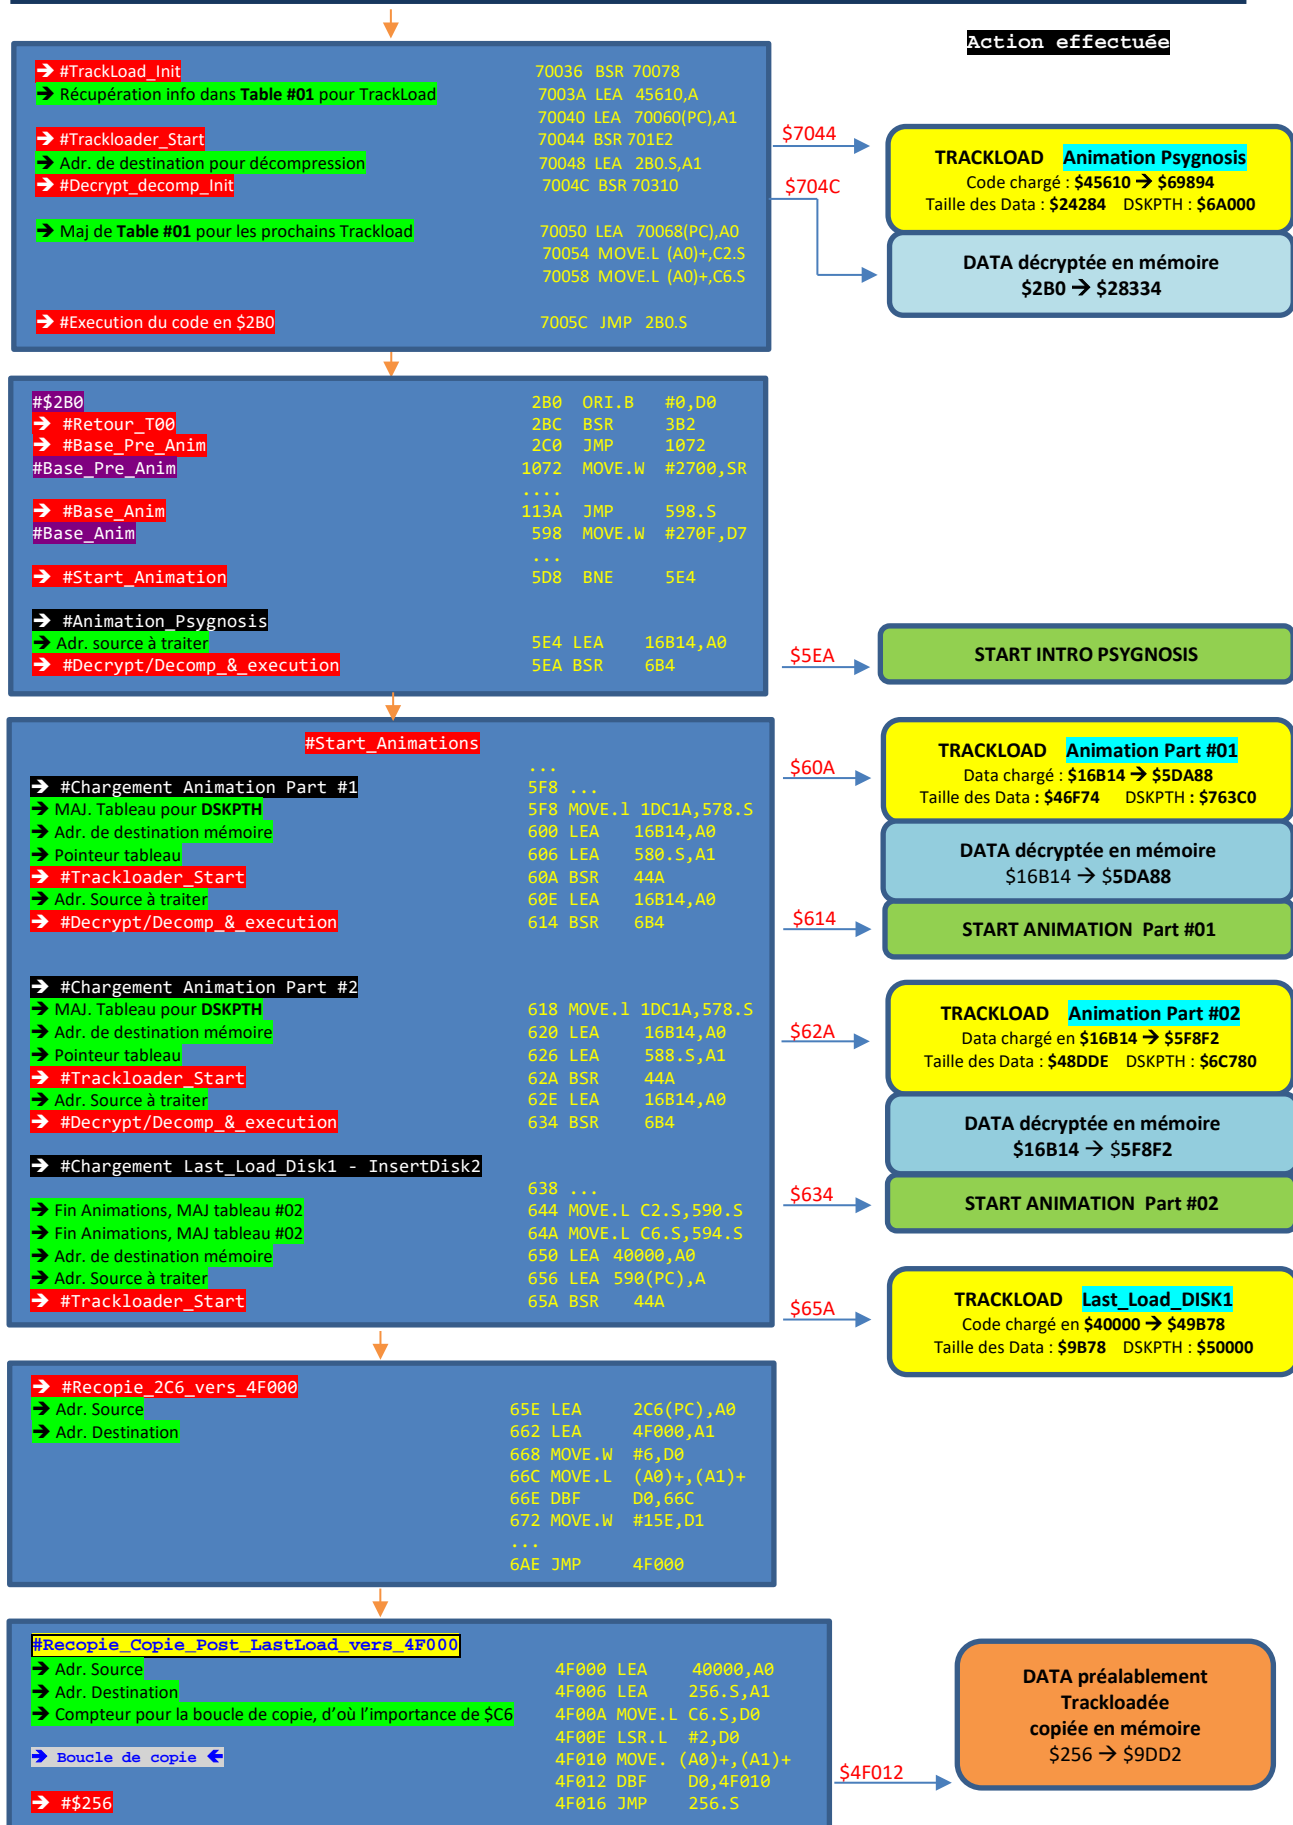 Action effectuée
➔ #TrackLoad_Init 70036 BSR 70078
➔ Récupération info dans Table #01 pour TrackLoad 7003A LEA 45610,A
70040 LEA 70060(PC),A1
➔ #Trackloader_Start 70044 BSR 701E2
➔ Adr. de destination pour décompression 70048 LEA 2B0.S,A1
➔ #Decrypt_decomp_Init 7004C BSR 70310
➔ Maj de Table #01 pour les prochains Trackload 70050 LEA 70068(PC),A0
70054 MOVE.L (A0)+,C2.S
70058 MOVE.L (A0)+,C6.S
➔ #Execution du code en $2B0 7005C JMP 2B0.S
$7044
TRACKLOAD Animation Psygnosis
Code chargé : $45610 ➔ $69894
Taille des Data : $24284 DSKPTH : $6A000
$704C
DATA décryptée en mémoire
$2B0 ➔ $28334
#$2B0 2B0 ORI.B #0,D0
➔ #Retour_T00 2BC BSR 3B2
➔ #Base_Pre_Anim 2C0 JMP 1072
#Base_Pre_Anim 1072 MOVE.W #2700,SR
....
➔ #Base_Anim 113A JMP 598.S
#Base_Anim 598 MOVE.W #270F,D7
...
➔ #Start_Animation 5D8 BNE 5E4
➔ #Animation_Psygnosis
➔ Adr. source à traiter 5E4 LEA 16B14,A0
➔ #Decrypt/Decomp_&_execution 5EA BSR 6B4
$5EA
START INTRO PSYGNOSIS
#Start_Animations
...
➔ #Chargement Animation Part #1 5F8 ...
➔ MAJ. Tableau pour DSKPTH 5F8 MOVE.l 1DC1A,578.S
➔ Adr. de destination mémoire 600 LEA 16B14,A0
➔ Pointeur tableau 606 LEA 580.S,A1
➔ #Trackloader_Start 60A BSR 44A
➔ Adr. Source à traiter 60E LEA 16B14,A0
➔ #Decrypt/Decomp_&_execution 614 BSR 6B4
$60A
TRACKLOAD Animation Part #01
Data chargé : $16B14 ➔ $5DA88
Taille des Data : $46F74 DSKPTH : $763C0
DATA décryptée en mémoire
$16B14 → $5DA88
$614
START ANIMATION Part #01
➔ #Chargement Animation Part #2
➔ MAJ. Tableau pour DSKPTH 618 MOVE.l 1DC1A,578.S
➔ Adr. de destination mémoire 620 LEA 16B14,A0
➔ Pointeur tableau 626 LEA 588.S,A1
➔ #Trackloader_Start 62A BSR 44A
➔ Adr. Source à traiter 62E LEA 16B14,A0
➔ #Decrypt/Decomp_&_execution 634 BSR 6B4
$62A
TRACKLOAD Animation Part #02
Data chargé en $16B14 ➔ $5F8F2
Taille des Data : $48DDE DSKPTH : $6C780
DATA décryptée en mémoire
$16B14 → $5F8F2
$634
START ANIMATION Part #02
➔ #Chargement Last_Load_Disk1 - InsertDisk2
638 ...
➔ Fin Animations, MAJ tableau #02 644 MOVE.L C2.S,590.S
➔ Fin Animations, MAJ tableau #02 64A MOVE.L C6.S,594.S
➔ Adr. de destination mémoire 650 LEA 40000,A0
➔ Adr. Source à traiter 656 LEA 590(PC),A
➔ #Trackloader_Start 65A BSR 44A
$65A
TRACKLOAD Last_Load_DISK1
Code chargé en $40000 ➔ $49B78
Taille des Data : $9B78 DSKPTH : $50000
➔ #Recopie_2C6_vers_4F000
➔ Adr. Source 65E LEA 2C6(PC),A0
➔ Adr. Destination 662 LEA 4F000,A1
668 MOVE.W #6,D0
66C MOVE.L (A0)+,(A1)+
66E DBF D0,66C
672 MOVE.W #15E,D1
...
6AE JMP 4F000
#Recopie_Copie_Post_LastLoad_vers_4F000
➔ Adr. Source 4F000 LEA 40000,A0
➔ Adr. Destination 4F006 LEA 256.S,A1
➔ Compteur pour la boucle de copie, d’où l’importance de $C6 4F00A MOVE.L C6.S,D0
4F00E LSR.L #2,D0
➔ Boucle de copie 🡸 4F010 MOVE. (A0)+,(A1)+
4F012 DBF D0,4F010
➔ #$256 4F016 JMP 256.S
$4F012
DATA préalablement
Trackloadée
copiée en mémoire
$256 → $9DD2